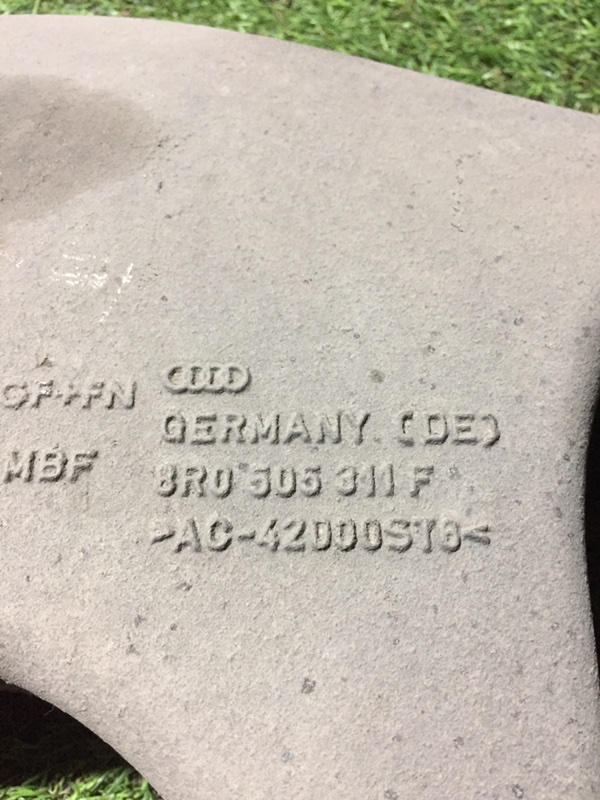 GF+FN
MBF
GERMANY. (DE)
8R0 505 311 F
>AC-42000ST6<